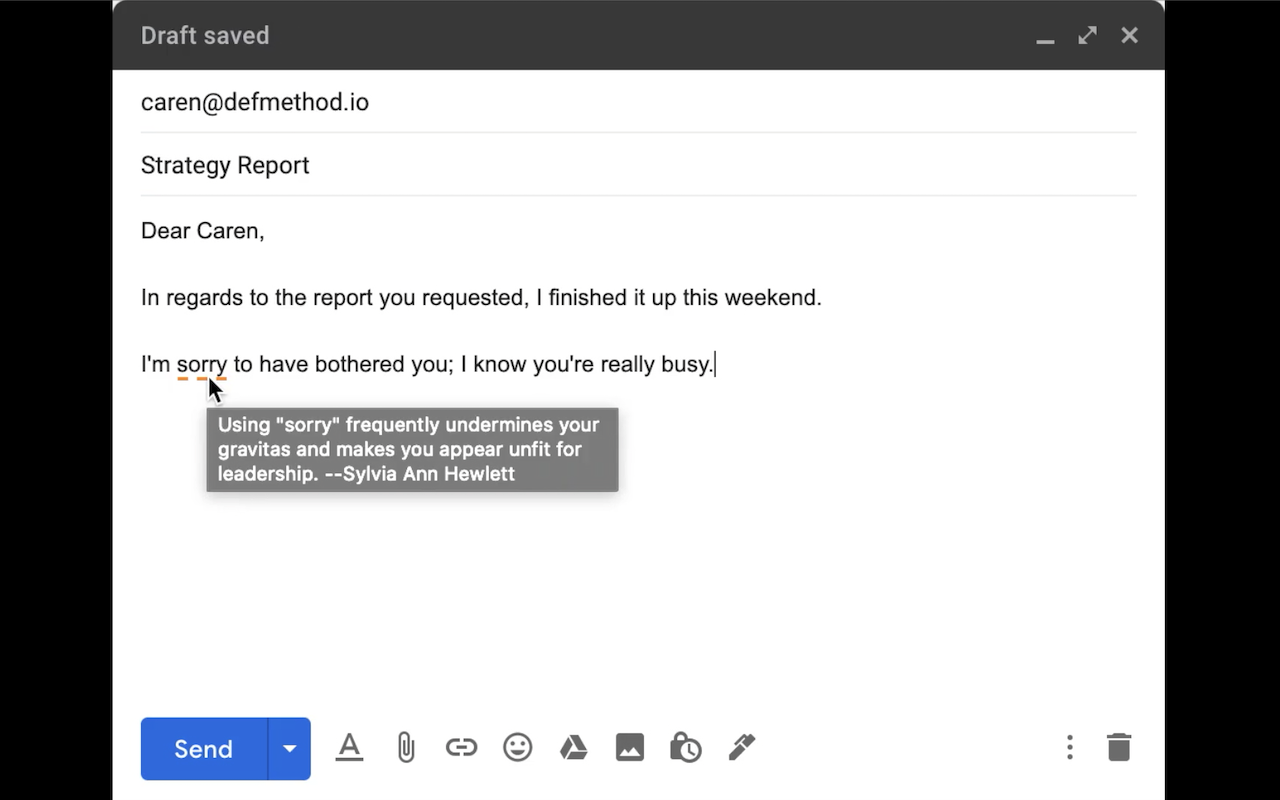 Draft saved
caren@defmethod.io
Strategy Report
Dear Caren,
In regards to the report you requested, I finished it up this weekend.
I'm sorry to have bothered you; I know you're really busy.
Using "sorry" frequently undermines your
gravitas and makes you appear unfit for
leadership. --Sylvia Ann Hewlett
Send